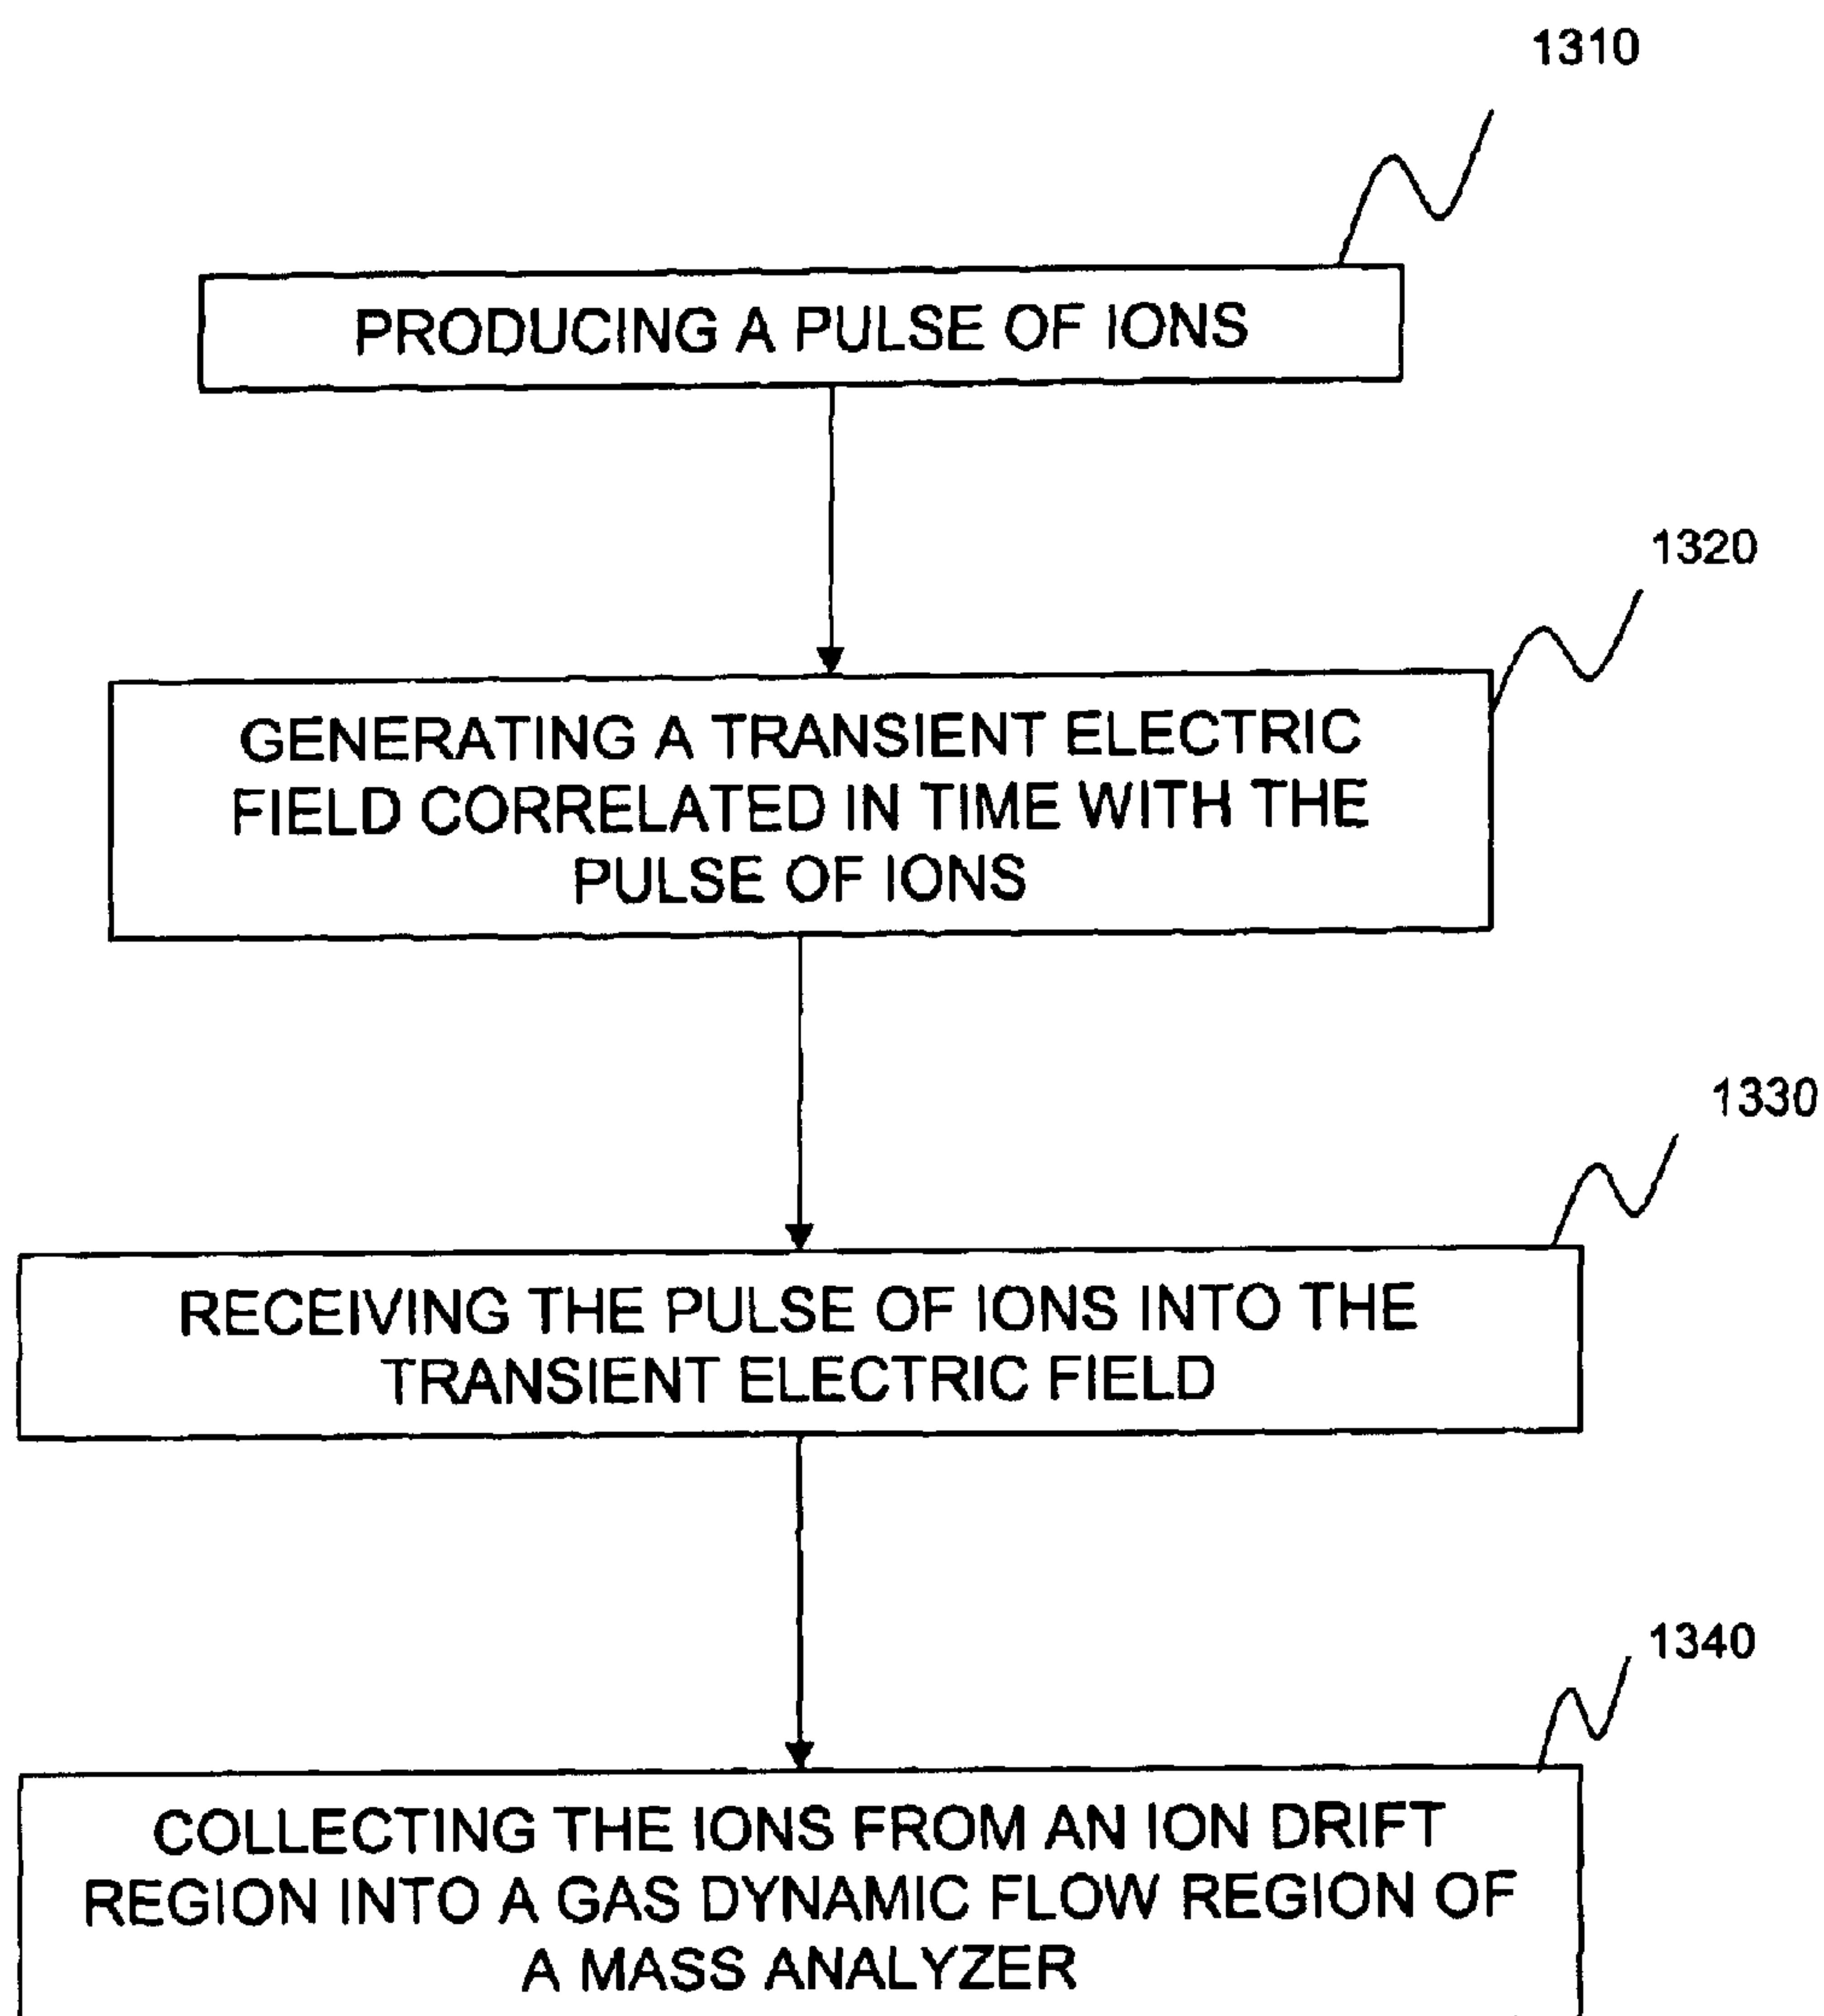 1310
PRODUCING A PULSE OF IONS
1320
GENERATING A TRANSIENT ELECTRIC
FIELD CORRELATED IN TIME WITH THE
PULSE OF IONS
1330
RECEIVING THE PULSE OF IONS INTO THE
TRANSIENT ELECTRIC FIELD
1340
COLLECTING THE IONS FROM AN ION DRIFT
REGION INTO A GAS DYNAMIC FLOW REGION OF
A MASS ANALYZER